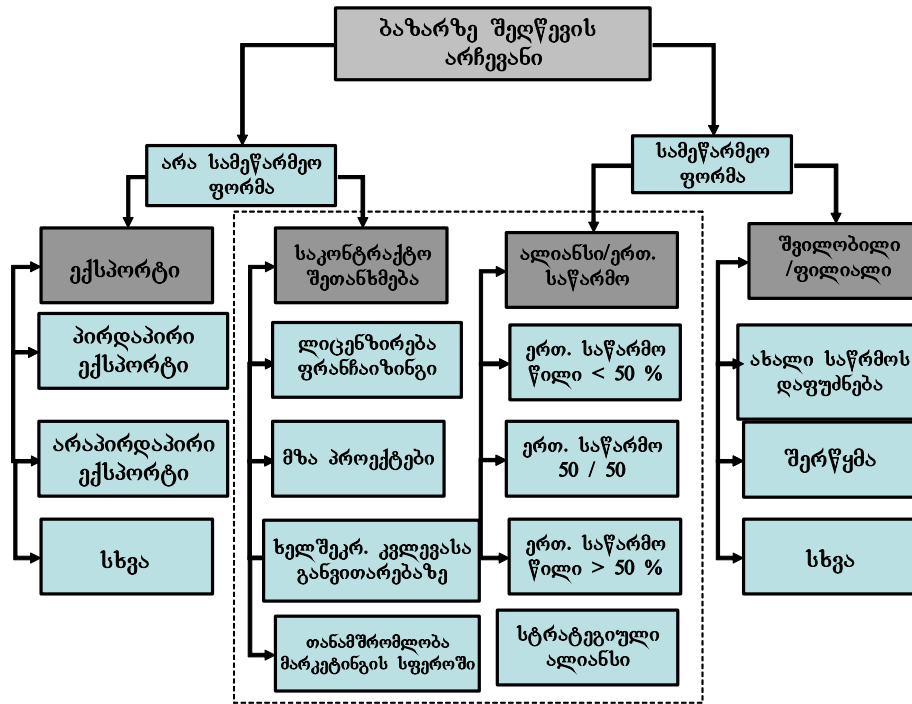 ბაზარზე შეღწევის
არჩევანი
არა სამეწარმეო
ფორმა
სამეწარმეო
ფორმა
ექსპორტი
პირდაპირი
ექსპორტი
არაპირდაპირი
ექსპორტი
სხვა
საკონტრაქტო
შეთანხმება
ლიცენზირება
ფრანჩაიზინგი
მზა პროექტები
ხელშეკრ. კვლევასა
განვითარებაზე
თანამშრომლობა
მარკეტინგის სფეროში
ალიანსი/ერთ.
საწარმო
ერთ. საწარმო
წილი < 50 %
ერთ. საწარმო
50 / 50
ერთ. საწარმო
წილი > 50 %
სტრატეგიული
ალიანსი
შვილობილი
/ფილიალი
ახალი საწრმოს
დაფუძნება
შერწყმა
სხვა